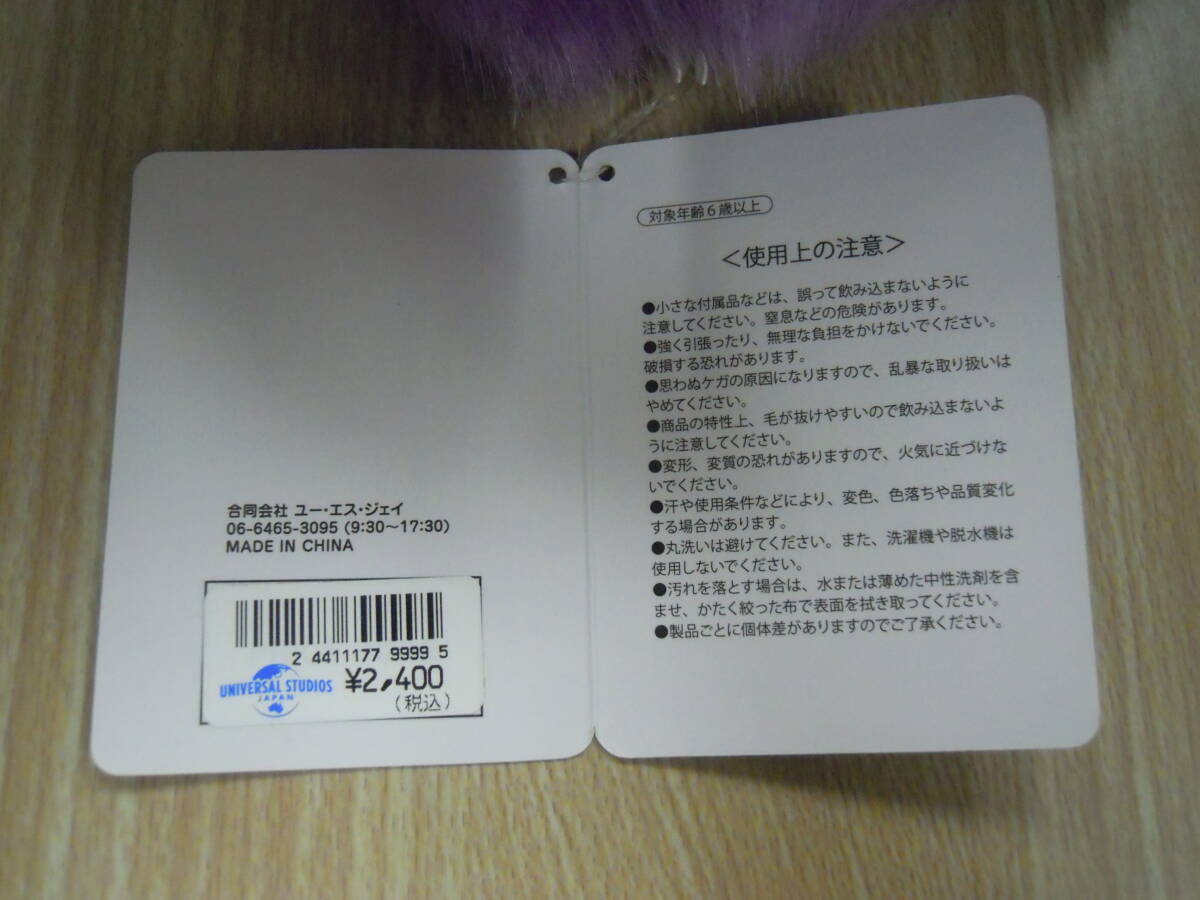 合同会社 ユー・エス・ジェイ
06-6465-3095 (9:30～17:30)
MADE IN CHINA
2 4411177 9999 5
UNIVERSAL STUDIOS
JAPAN
¥2,400
(税込)
対象年齢6歳以上
＜使用上の注意＞
●小さな付属品などは、誤って飲み込まないように
注意してください。窒息などの危険があります。
●強く引張ったり、無理な負担をかけないでください。
破損する恐れがあります。
●思わぬケガの原因になりますので、乱暴な取り扱いは
やめてください。
●商品の特性上、毛が抜けやすいので飲み込まないよ
うに注意してください。
●変形、変質の恐れがありますので、火気に近づけな
いでください。
●汗や使用条件などにより、変色、色落ちや品質変化
する場合があります。
●丸洗いは避けてください。また、洗濯機や脱水機は
使用しないでください。
●汚れを落とす場合は、水または薄めた中性洗剤を含
ませ、かたく絞った布で表面を拭き取ってください。
●製品ごとに個体差がありますのでご了承ください。